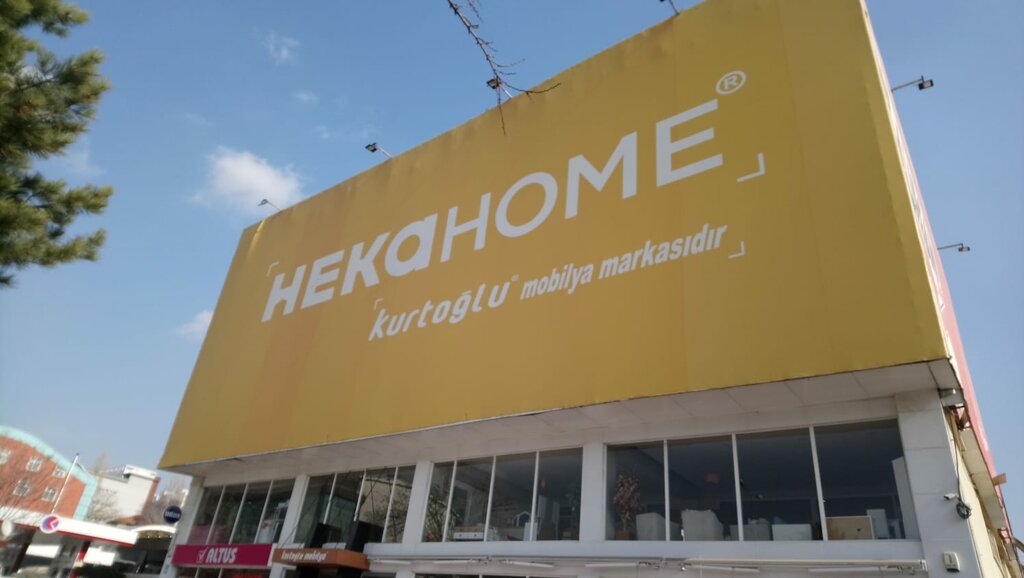 HEKAHOME®
kurtoğlu® mobilya markasıdır
ALTUS
kurtoğlu mobilya